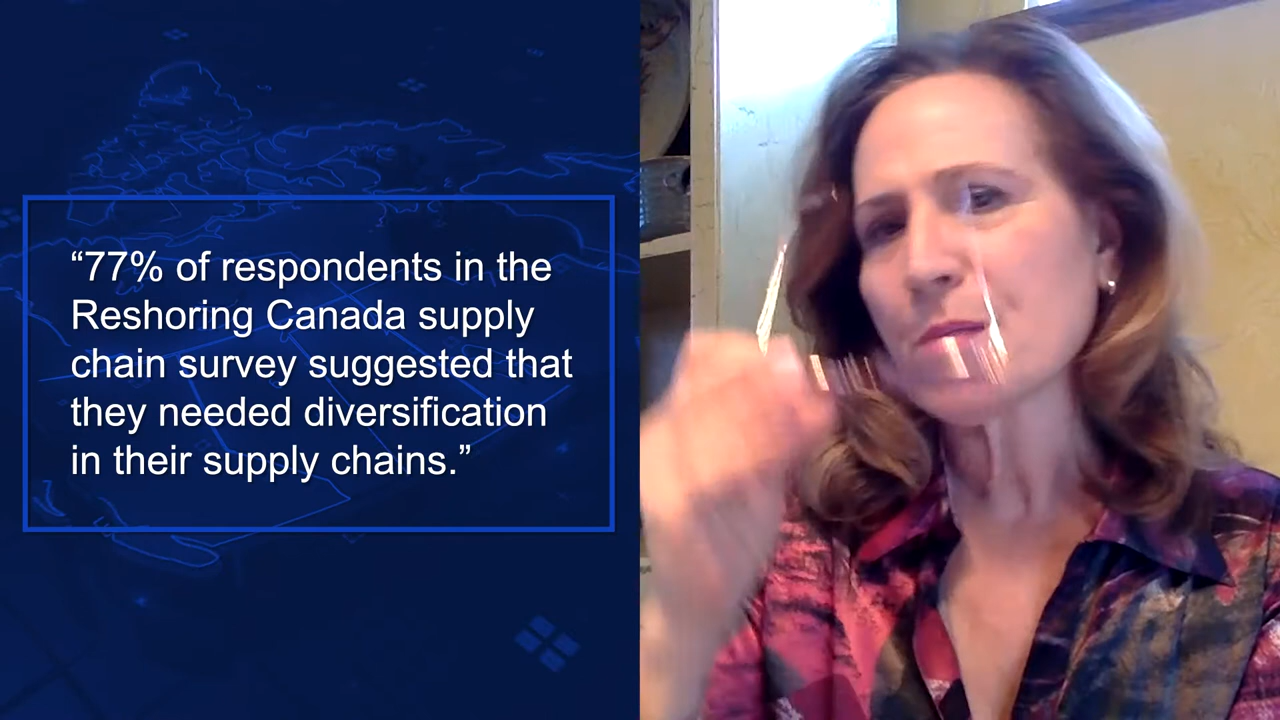 “77% of respondents in the
Reshoring Canada supply
chain survey suggested that
they needed diversification
in their supply chains.”